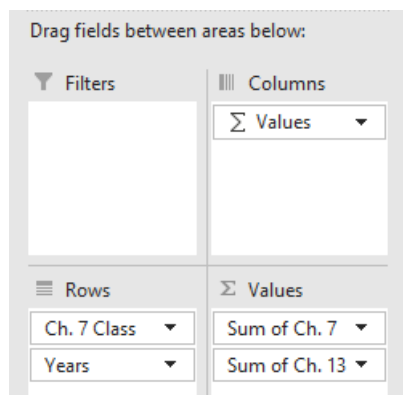 Drag fields between areas below:
Filters
Columns
Σ Values
Rows
Ch. 7 Class
Years
Σ Values
Sum of Ch. 7
Sum of Ch. 13